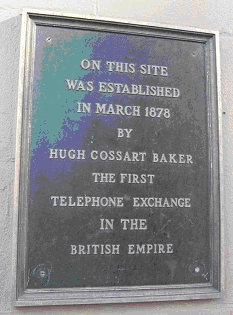 ON THIS SITE
WAS ESTABLISHED
IN MARCH 1878
BY
HUGH COSSART BAKER
THE FIRST
TELEPHONE EXCHANGE
IN THE
BRITISH EMPIRE